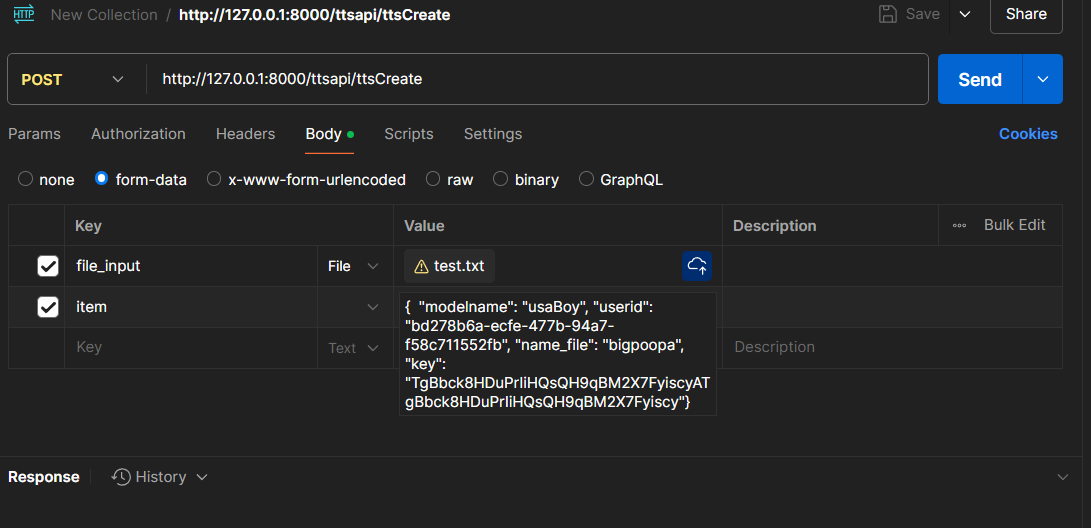 HTTP New Collection / http://127.0.0.1:8000/ttsapi/ttsCreate Save Share
POST http://127.0.0.1:8000/ttsapi/ttsCreate Send
Params Authorization Headers Body Scripts Settings Cookies
none form-data x-www-form-urlencoded raw binary GraphQL
Key Value Description Bulk Edit
file_input File test.txt
item
{ "modelname": "usaBoy", "userid":
"bd278b6a-ecfe-477b-94a7-
f58c711552fb", "name_file": "bigpoopa",
"key":
"TgBbck8HDuPrIiHQsQH9qBM2X7FyiscyAT
gBbck8HDuPrIiHQsQH9qBM2X7Fyiscy"}
Key Text Description
Response History